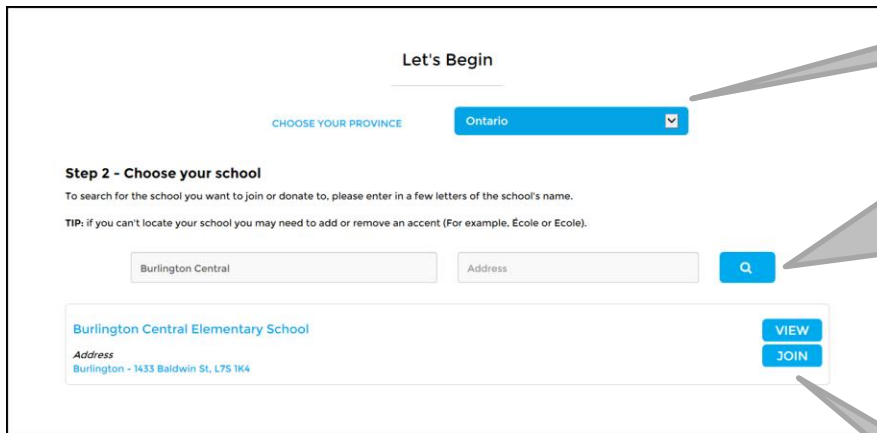 Let's Begin
CHOOSE YOUR PROVINCE
Ontario
Step 2 - Choose your school
To search for the school you want to join or donate to, please enter in a few letters of the school's name.
TIP: if you can't locate your school you may need to add or remove an accent (For example, École or Ecole).
Burlington Central
Address
Burlington Central Elementary School
VIEW
Address
JOIN
Burlington - 1433 Baldwin St, L7S 1K4